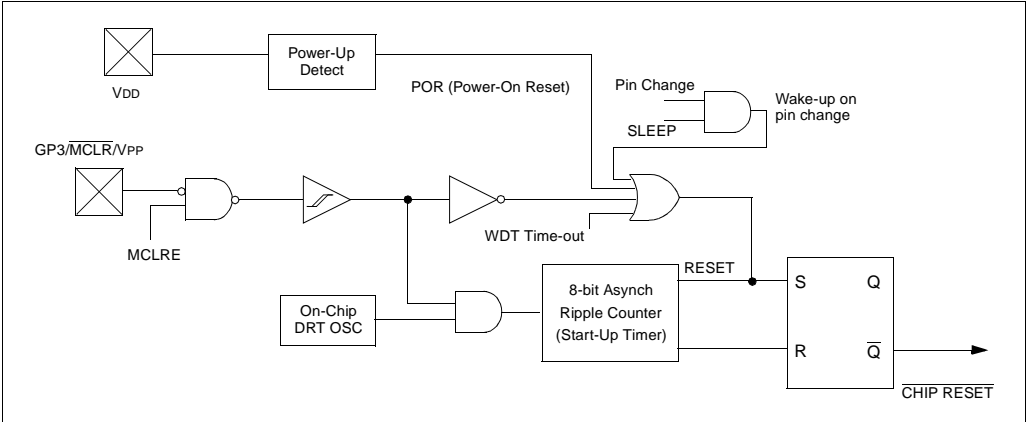 VDD
Power-Up
Detect
POR (Power-On Reset)
Pin Change
SLEEP
Wake-up on
pin change
GP3/MCLR/VPP
MCLRE
WDT Time-out
On-Chip
DRT OSC
8-bit Asynch
Ripple Counter
(Start-Up Timer)
RESET
S Q
R Q
CHIP RESET